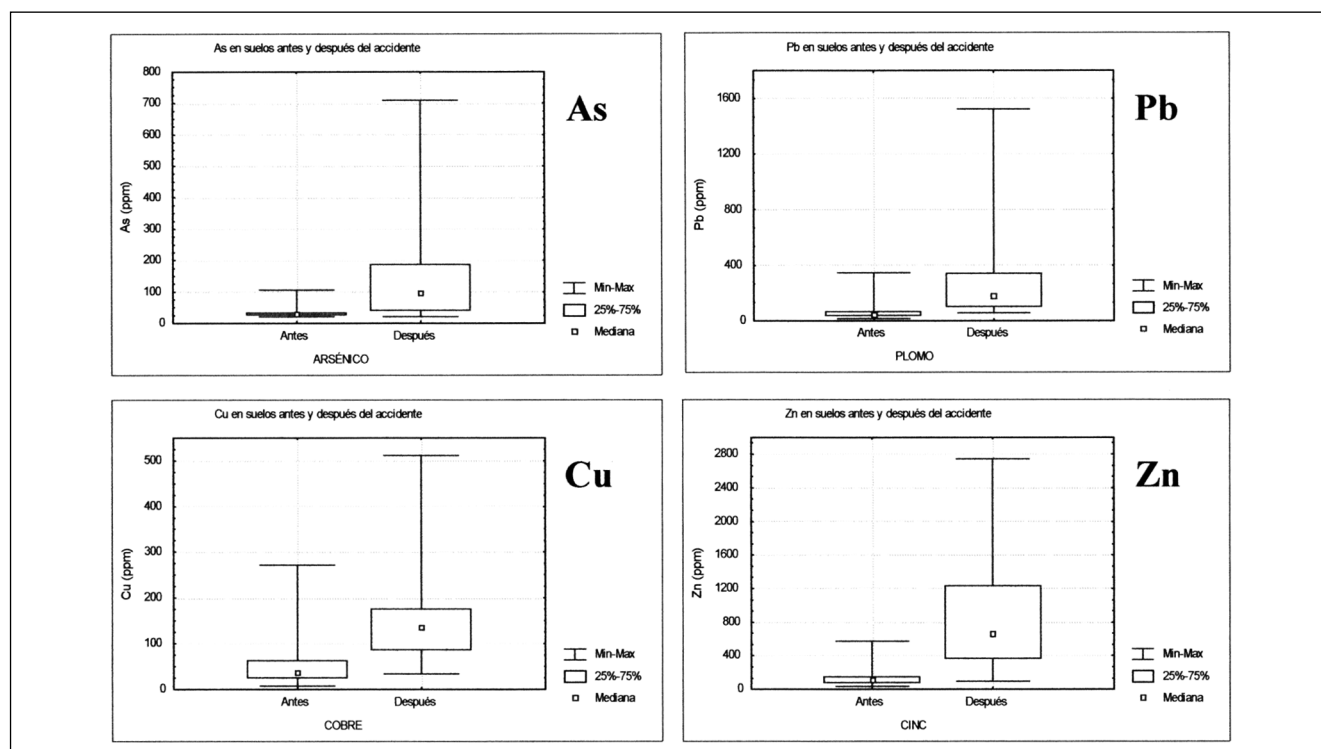 As en suelos antes y después del accidente
As
800
700
600
500
400
300
200
100
0
As (ppm)
Antes
Después
ARSÉNICO
Min-Max
25%-75%
Mediana
Pb en suelos antes y después del accidente
Pb
1600
1200
800
400
0
Pb (ppm)
Antes
Después
PLOMO
Min-Max
25%-75%
Mediana
Cu en suelos antes y después del accidente
Cu
500
400
300
200
100
0
Cu (ppm)
Antes
Después
COBRE
Min-Max
25%-75%
Mediana
Zn en suelos antes y después del accidente
Zn
2800
2400
2000
1600
1200
800
400
0
Zn (ppm)
Antes
Después
CINC
Min-Max
25%-75%
Mediana